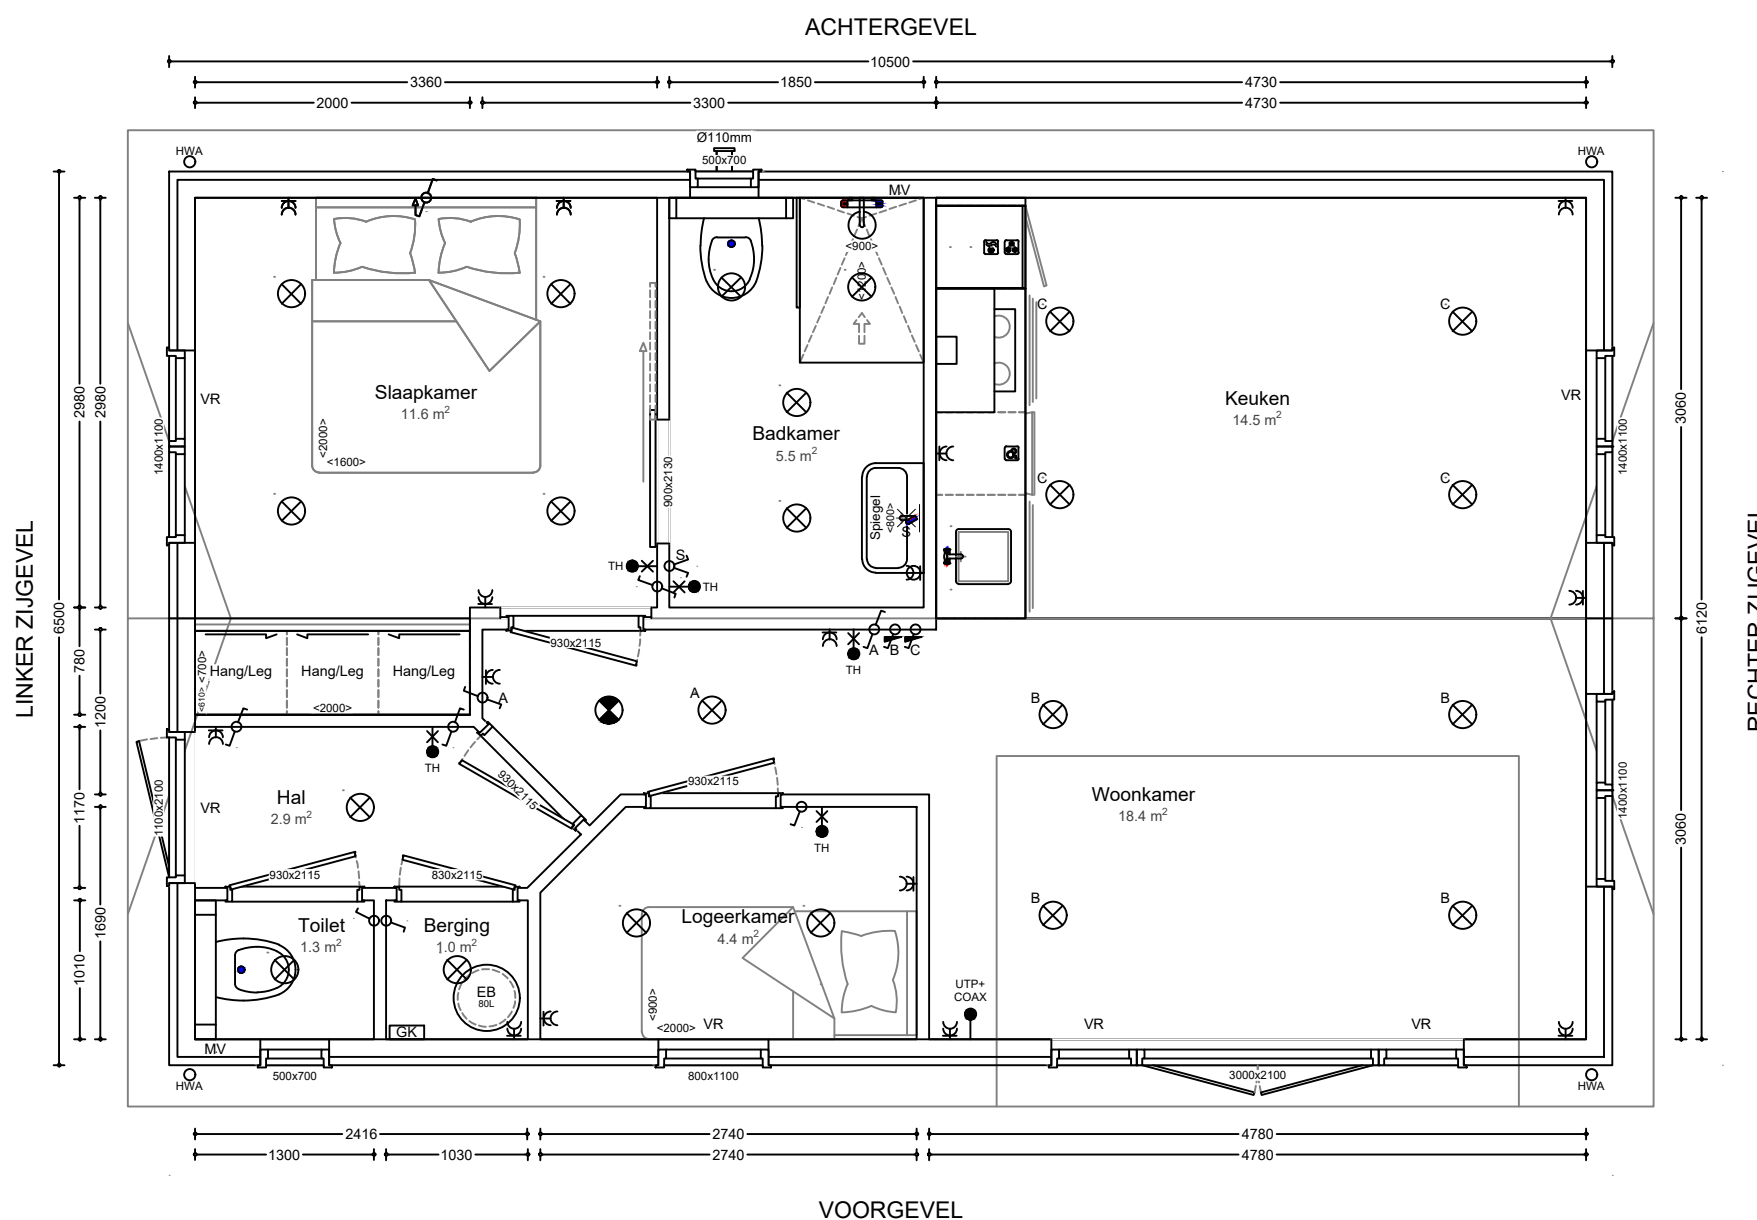 ACHTERGEVEL
10500
3360
1850
4730
2000
3300
4730
Ø110mm
500x700
HWA
HWA
MV
<900>
<1200>
C
C
Slaapkamer
11.6 m²
VR
<2000>
<1600>
1400x1100
Badkamer
5.5 m²
900x2130
Keuken
14.5 m²
VR
1400x1100
C
C
Spiegel
<800>
S
S
TH
TH
2980
2980
3060
LINKER ZIJGEVEL
6500
RECHTER ZIJGEVEL
6120
930x2115
A
B
C
TH
Hang/Leg
Hang/Leg
Hang/Leg
<700>
<610>
<2000>
780
1200
A
A
B
B
TH
930x2115
930x2115
Hal
2.9 m²
VR
1100x2100
1170
Woonkamer
18.4 m²
1400x1100
3060
TH
930x2115
830x2115
Toilet
1.3 m²
Berging
1.0 m²
Logeerkamer
4.4 m²
B
B
1690
1010
EB
80L
GK
<900>
<2000>
VR
UTP+
COAX
VR
VR
MV
HWA
500x700
800x1100
3000x2100
HWA
2416
2740
4780
1300
1030
2740
4780
VOORGEVEL